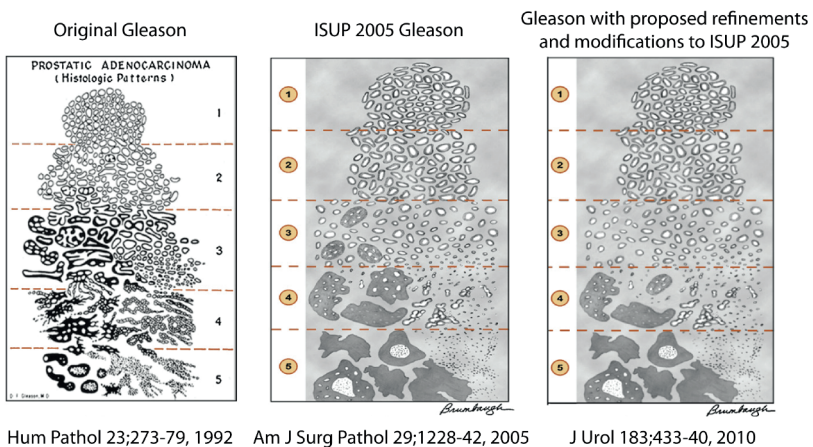 Original Gleason
ISUP 2005 Gleason
Gleason with proposed refinements
and modifications to ISUP 2005
PROSTATIC ADENOCARCINOMA
(Histologic Patterns)
1
2
3
4
5
D F Gleason, M D
1
2
3
4
5
Brumbaugh
1
2
3
4
5
Brumbaugh
Hum Pathol 23;273-79, 1992
Am J Surg Pathol 29;1228-42, 2005
J Urol 183;433-40, 2010